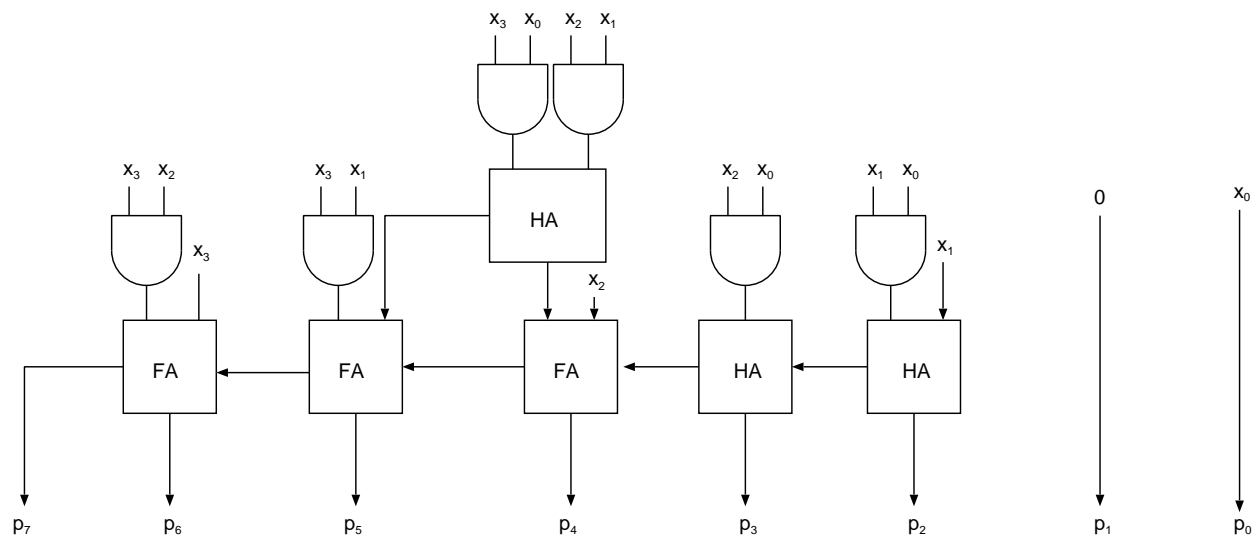 x₃ x₀ x₂ x₁
x₃ x₂ x₃ x₁ HA x₂ x₀ x₁ x₀ 0 x₀
x₃ x₂ x₁
FA FA FA HA HA
p₇ p₆ p₅ p₄ p₃ p₂ p₁ p₀